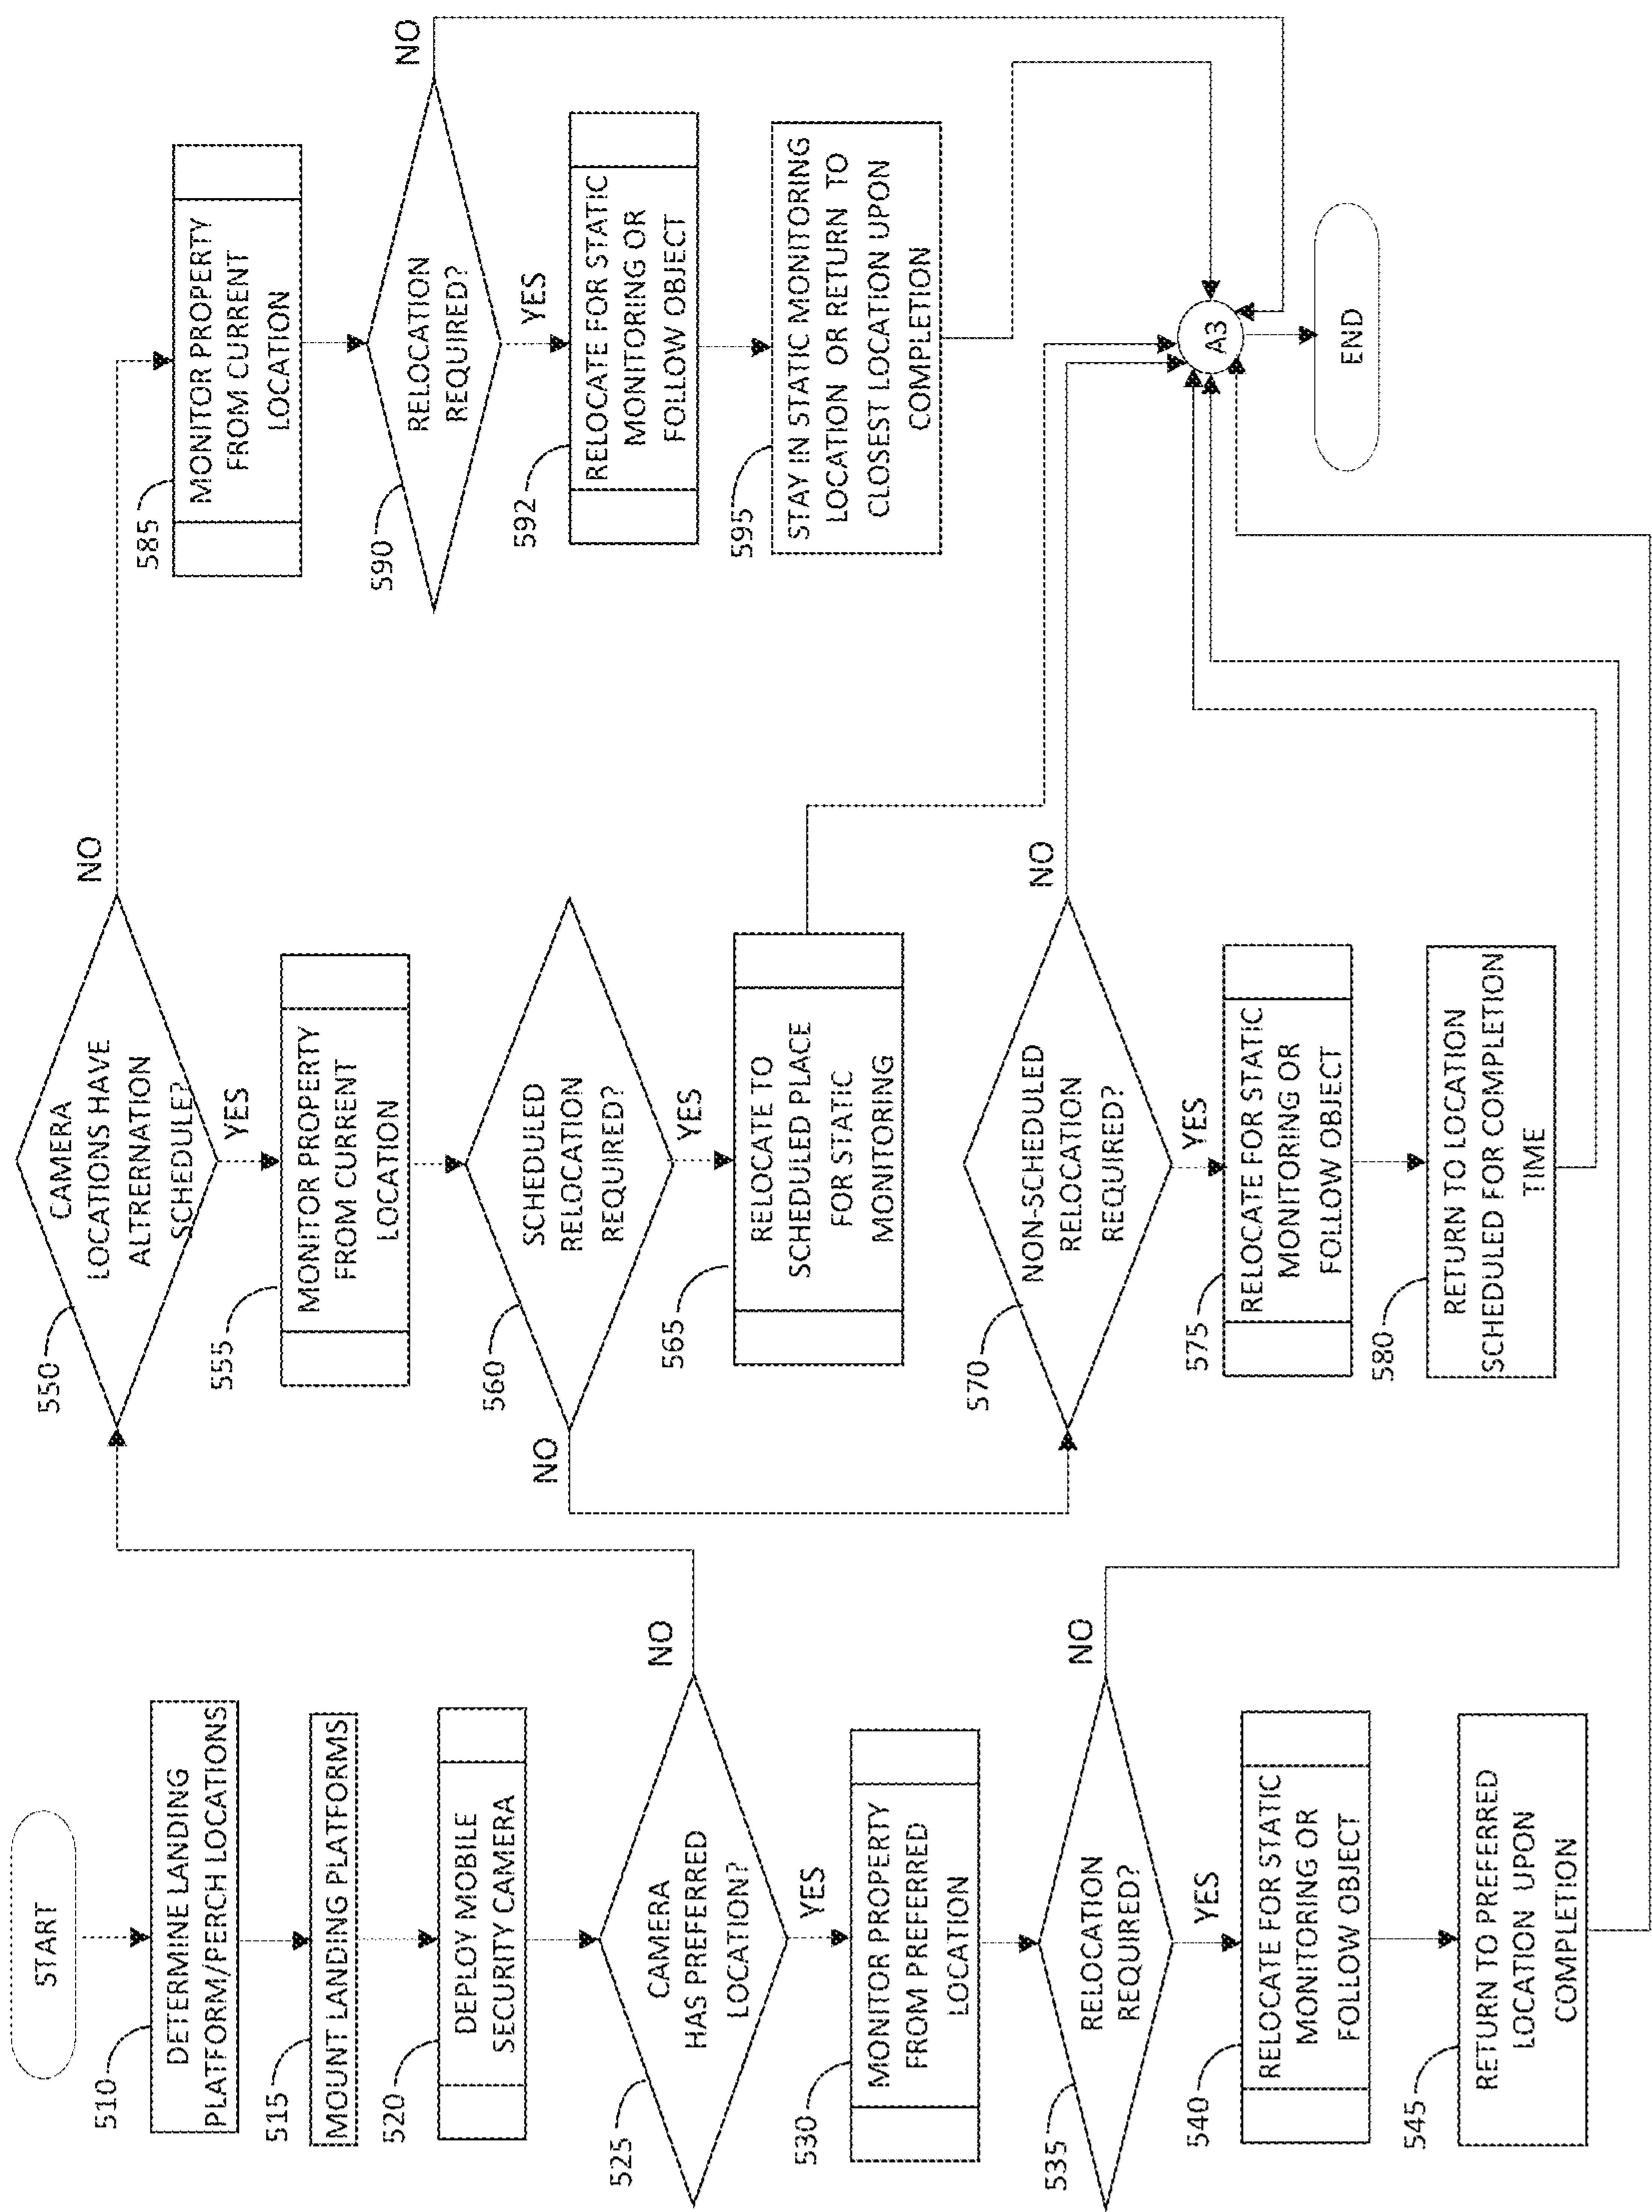 START
510
DETERMINE LANDING
PLATFORM/PERCH LOCATIONS
515
MOUNT LANDING PLATFORMS
520
DEPLOY MOBILE
SECURITY CAMERA
525
CAMERA
HAS PREFERRED
LOCATION?
NO
YES
530
MONITOR PROPERTY
FROM PREFERRED
LOCATION
535
RELOCATION
REQUIRED?
NO
YES
540
RELOCATE FOR STATIC
MONITORING OR
FOLLOW OBJECT
545
RETURN TO PREFERRED
LOCATION UPON
COMPLETION
550
CAMERA
LOCATIONS HAVE
ALTRERNATION
SCHEDULE?
NO
YES
555
MONITOR PROPERTY
FROM CURRENT
LOCATION
560
SCHEDULED
RELOCATION
REQUIRED?
NO
YES
565
RELOCATE TO
SCHEDULED PLACE
FOR STATIC
MONITORING
570
NON-SCHEDULED
RELOCATION
REQUIRED?
NO
YES
575
RELOCATE FOR STATIC
MONITORING OR
FOLLOW OBJECT
580
RETURN TO LOCATION
SCHEDULED FOR COMPLETION
TIME
585
MONITOR PROPERTY
FROM CURRENT
LOCATION
590
RELOCATION
REQUIRED?
NO
YES
592
RELOCATE FOR STATIC
MONITORING OR
FOLLOW OBJECT
595
STAY IN STATIC MONITORING
LOCATION OR RETURN TO
CLOSEST LOCATION UPON
COMPLETION
A3
END